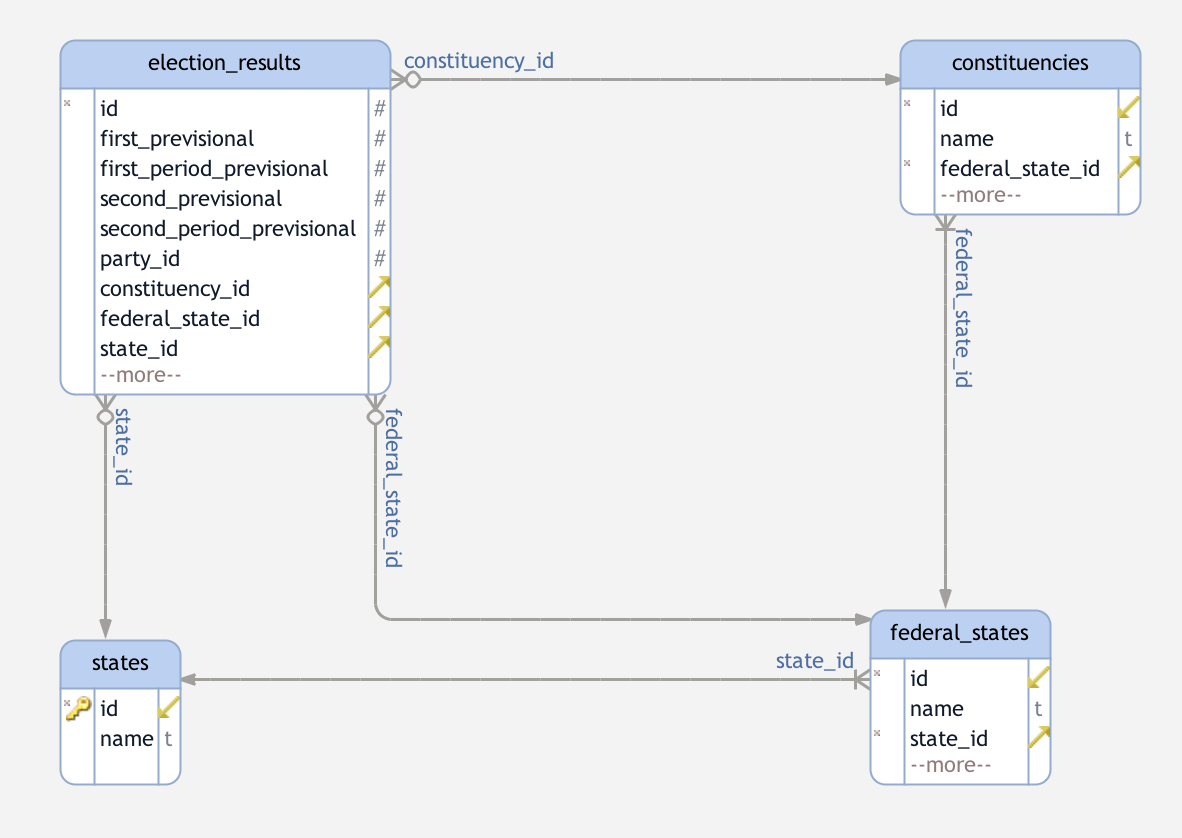 election_results
id #
first_previsional #
first_period_previsional #
second_previsional #
second_period_previsional #
party_id #
constituency_id
federal_state_id
state_id
--more--
constituency_id
constituencies
id
name t
federal_state_id
--more--
federal_state_id
state_id
federal_state_id
states
id
name t
state_id
federal_states
id
name t
state_id
--more--